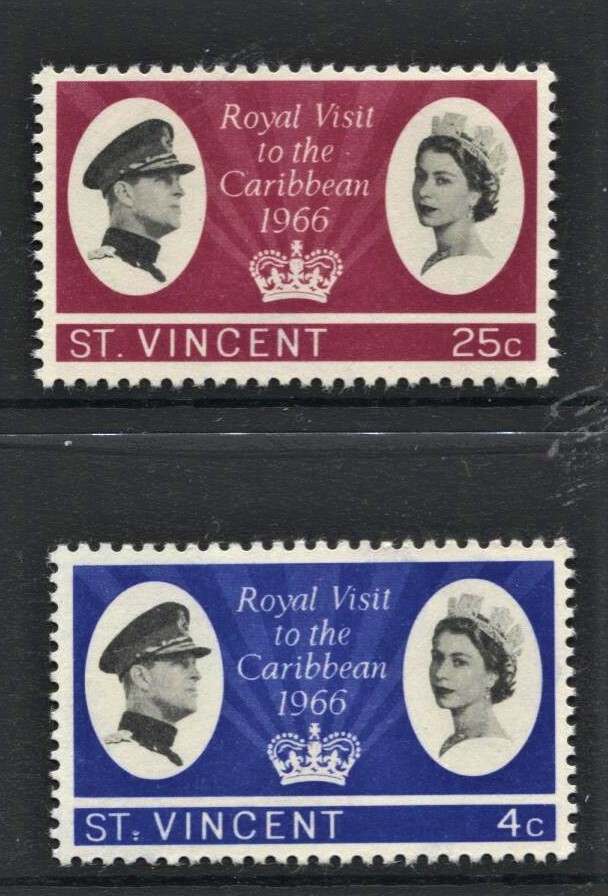 Royal Visit
to the
Caribbean
1966
ST. VINCENT 25c
Royal Visit
to the
Caribbean
1966
ST. VINCENT 4c